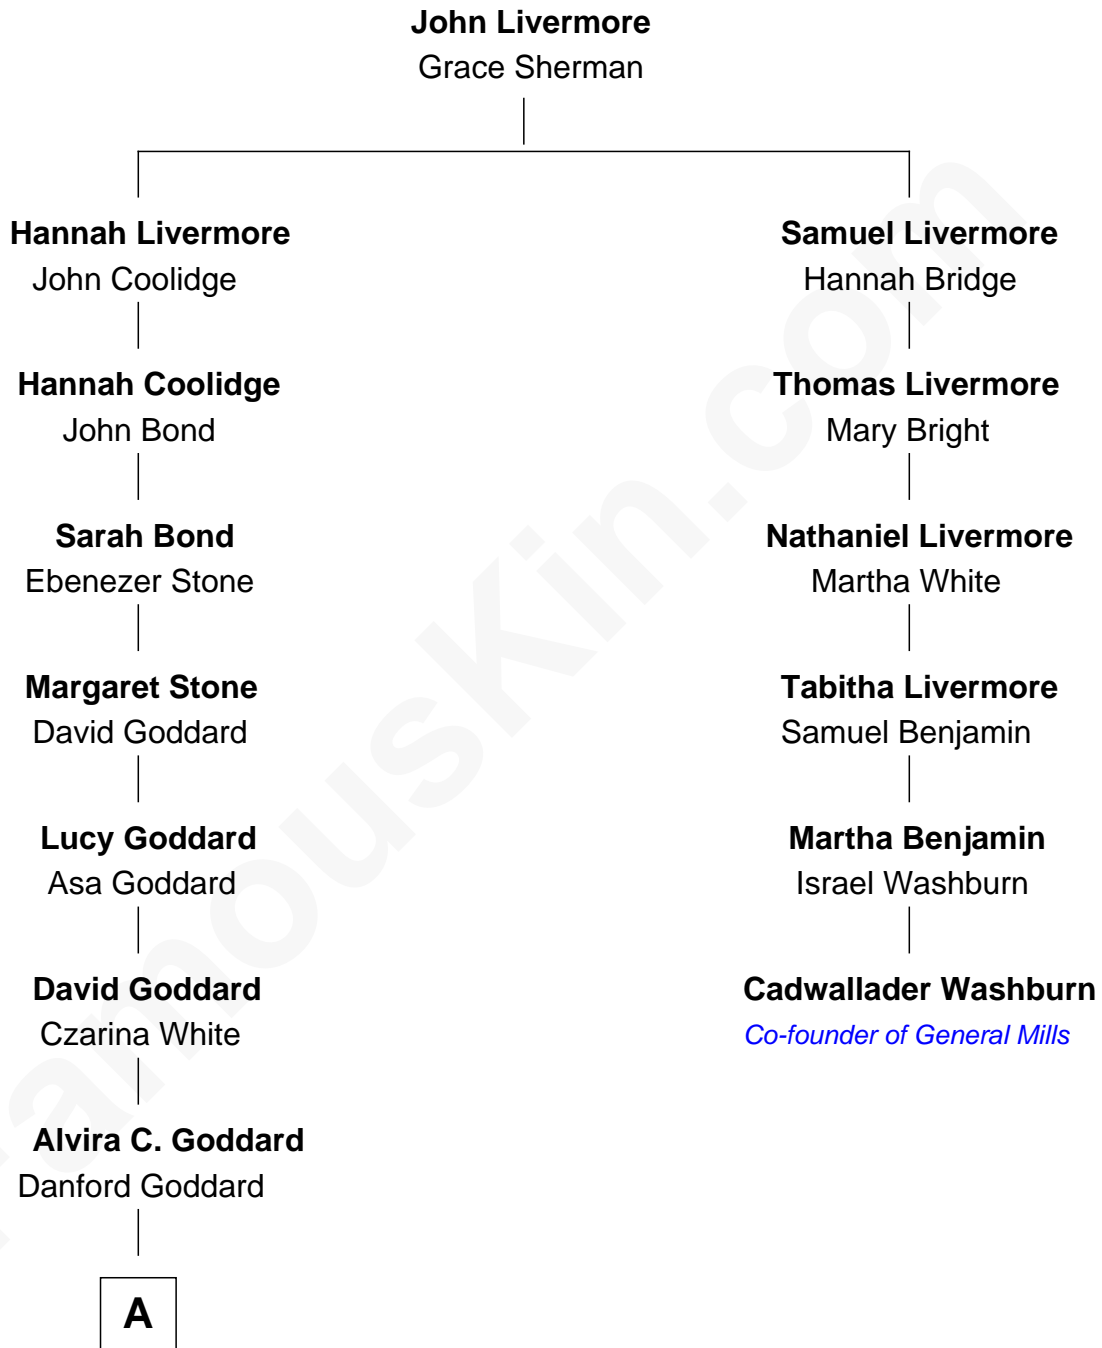 John Livermore
Grace Sherman
Hannah Livermore
John Coolidge
Hannah Coolidge
John Bond
Sarah Bond
Ebenezer Stone
Margaret Stone
David Goddard
Lucy Goddard
Asa Goddard
David Goddard
Czarina White
Alvira C. Goddard
Danford Goddard
A
Samuel Livermore
Hannah Bridge
Thomas Livermore
Mary Bright
Nathaniel Livermore
Martha White
Tabitha Livermore
Samuel Benjamin
Martha Benjamin
Israel Washburn
Cadwallader Washburn
Co-founder of General Mills
FamousKin.com